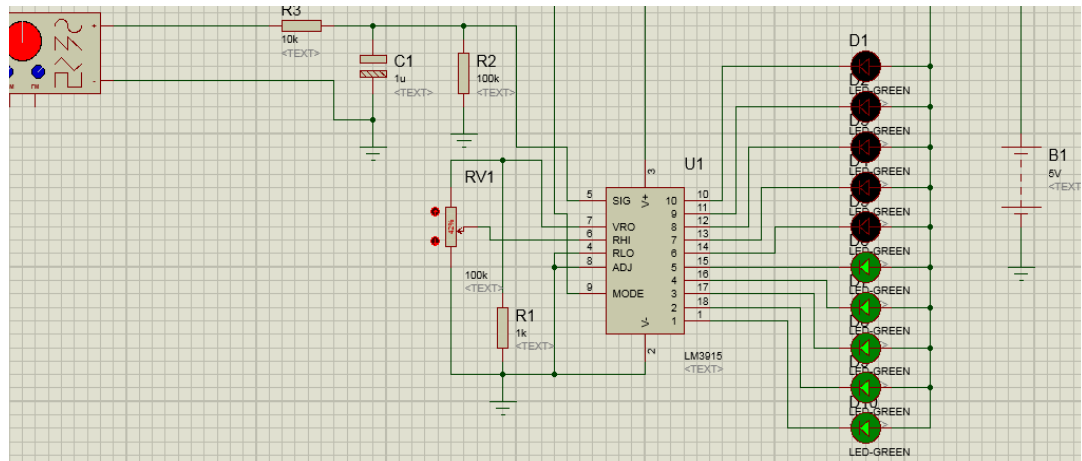 R3
10k
<TEXT>
C1
1u
<TEXT>
R2
100k
<TEXT>
RV1
42%
100k
<TEXT>
R1
1k
<TEXT>
U1
5 SIG
7 VRO
6 RHI
4 RLO
8 ADJ
9 MODE
V+ 3
V- 2
10 10
9 11
8 12
7 13
6 14
5 15
4 16
3 17
2 18
1 1
LM3915
<TEXT>
D1
LED-GREEN
LED-GREEN
LED-GREEN
LED-GREEN
LED-GREEN
LED-GREEN
LED-GREEN
LED-GREEN
LED-GREEN
D10
LED-GREEN
B1
5V
<TEXT>
+
-